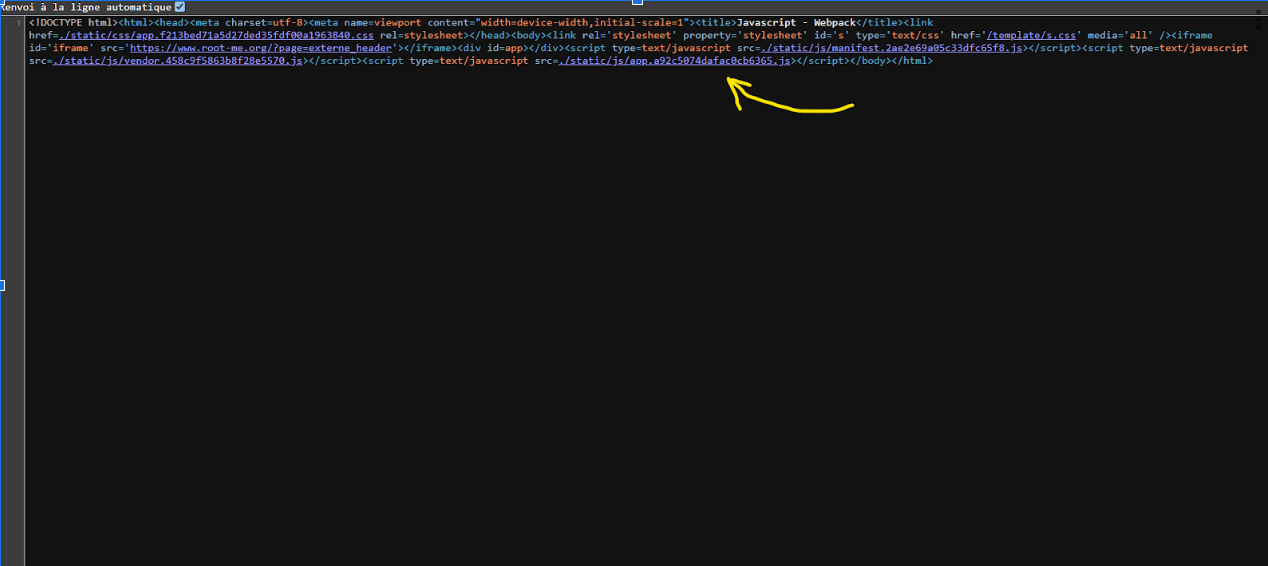 Renvoi à la ligne automatique
1
<!DOCTYPE html><html><head><meta charset=utf-8><meta name=viewport content="width=device-width,initial-scale=1"><title>Javascript - Webpack</title><link
href=./static/css/app.f213bed71a5d27ded35fdf00a1963840.css rel=stylesheet></head><body><link rel='stylesheet' property='stylesheet' id='s' type='text/css' href='/template/s.css' media='all' /><iframe
id='iframe' src='https://www.root-me.org/?page=externe_header'></iframe><div id=app></div><script type=text/javascript src=./static/js/manifest.2ae2e69a05c33dfc65f8.js></script><script type=text/javascript
src=./static/js/vendor.458c9f5863b8f28e5570.js></script><script type=text/javascript src=./static/js/app.a92c5074dafac0cb6365.js></script></body></html>